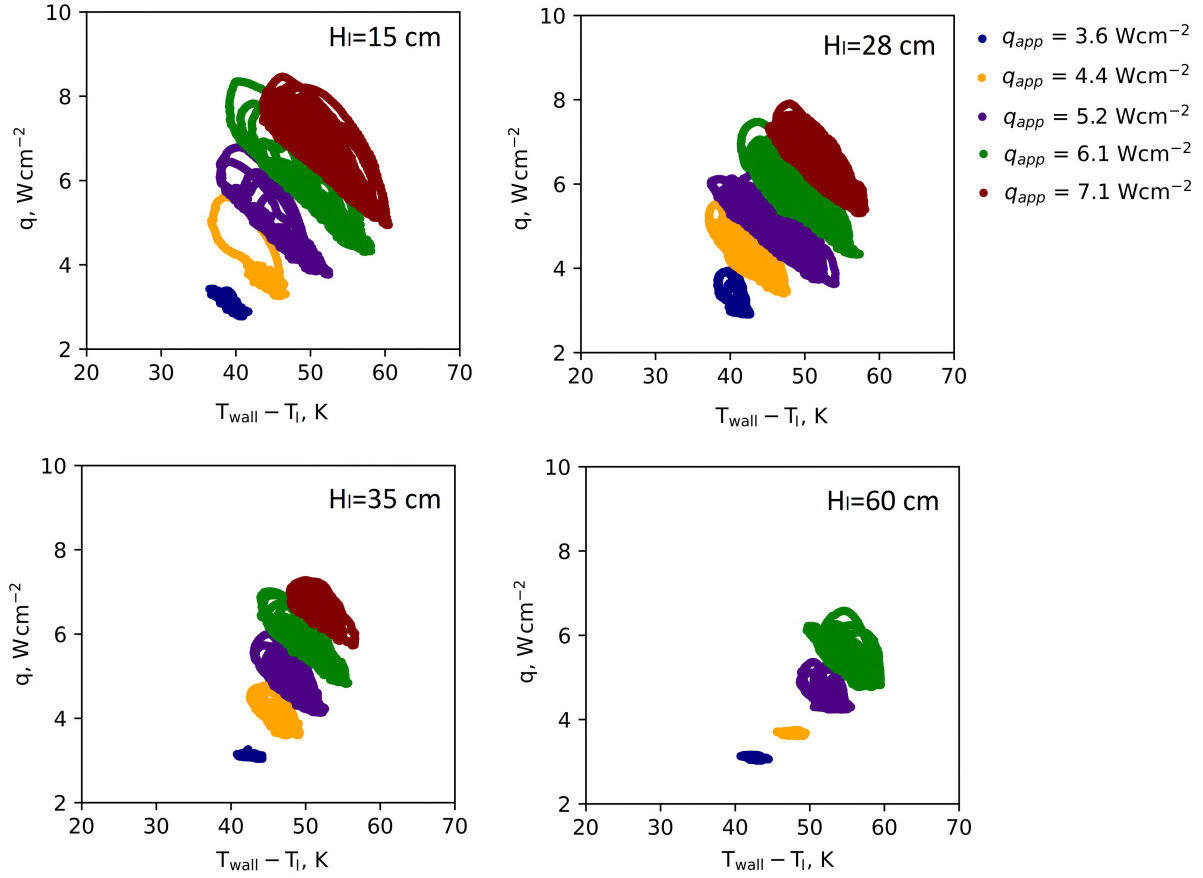 10
8
6
4
2
q, Wcm⁻²
Hₗ=15 cm
20 30 40 50 60 70
T_wall − T_l, K
10
8
6
4
2
q, Wcm⁻²
Hₗ=28 cm
20 30 40 50 60 70
T_wall − T_l, K
q_app = 3.6 Wcm⁻²
q_app = 4.4 Wcm⁻²
q_app = 5.2 Wcm⁻²
q_app = 6.1 Wcm⁻²
q_app = 7.1 Wcm⁻²
10
8
6
4
2
q, Wcm⁻²
Hₗ=35 cm
20 30 40 50 60 70
T_wall − T_l, K
10
8
6
4
2
q, Wcm⁻²
Hₗ=60 cm
20 30 40 50 60 70
T_wall − T_l, K